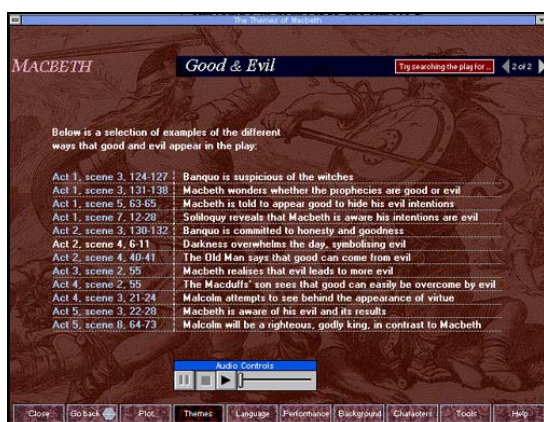 The Themes of Macbeth
MACBETH
Good & Evil
Try searching the play for ...
2 of 2
Below is a selection of examples of the different
ways that good and evil appear in the play:
Act 1, scene 3, 124-127 Banquo is suspicious of the witches
Act 1, scene 3, 131-138 Macbeth wonders whether the prophecies are good or evil
Act 1, scene 5, 63-65 Macbeth is told to appear good to hide his evil intentions
Act 1, scene 7, 12-28 Soliloquy reveals that Macbeth is aware his intentions are evil
Act 2, scene 3, 130-132 Banquo is committed to honesty and goodness
Act 2, scene 4, 6-11 Darkness overwhelms the day, symbolising evil
Act 2, scene 4, 40-41 The Old Man says that good can come from evil
Act 3, scene 2, 55 Macbeth realises that evil leads to more evil
Act 4, scene 2, 55 The Macduffs' son sees that good can easily be overcome by evil
Act 4, scene 3, 21-24 Malcolm attempts to see behind the appearance of virtue
Act 5, scene 3, 22-28 Macbeth is aware of his evil and its results
Act 5, scene 8, 64-73 Malcolm will be a righteous, godly king, in contrast to Macbeth
Audio Controls
Close Go back Plot Themes Language Performance Background Characters Tools Help